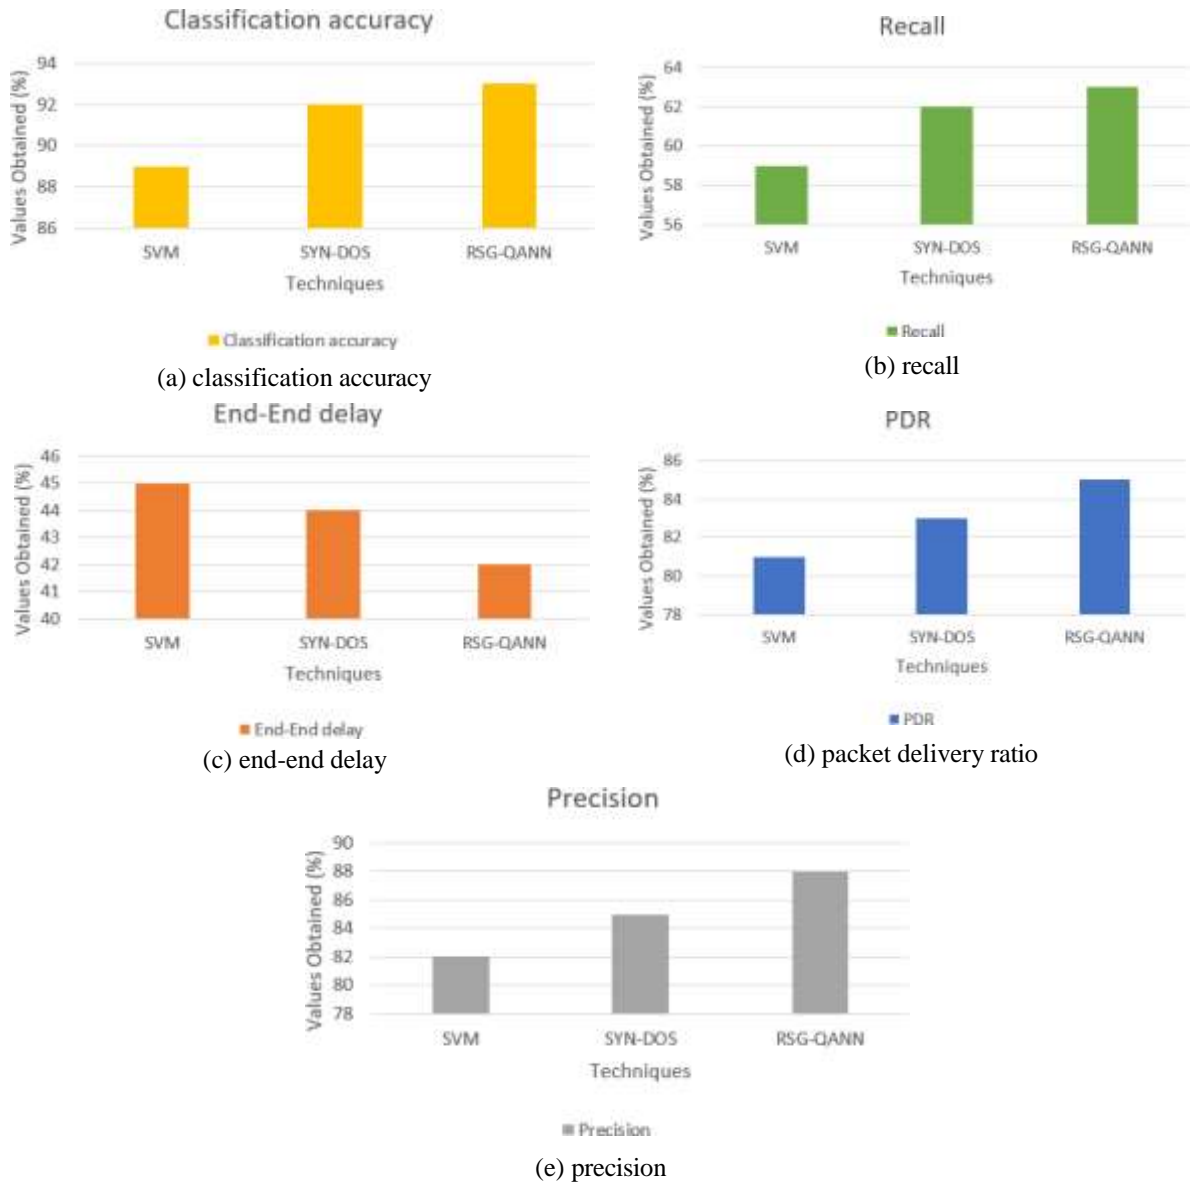 Classification accuracy
Values Obtained (%)
94
92
90
88
86
SVM SYN-DOS RSG-QANN
Techniques
Classification accuracy
(a) classification accuracy
Recall
Values Obtained (%)
64
62
60
58
56
SVM SYN-DOS RSG-QANN
Techniques
Recall
(b) recall
End-End delay
Values Obtained (%)
46
45
44
43
42
41
40
SVM SYN-DOS RSG-QANN
Techniques
End-End delay
(c) end-end delay
PDR
Values Obtained (%)
86
84
82
80
78
SVM SYN-DOS RSG-QANN
Techniques
PDR
(d) packet delivery ratio
Precision
Values Obtained (%)
90
88
86
84
82
80
78
SVM SYN-DOS RSG-QANN
Techniques
Precision
(e) precision